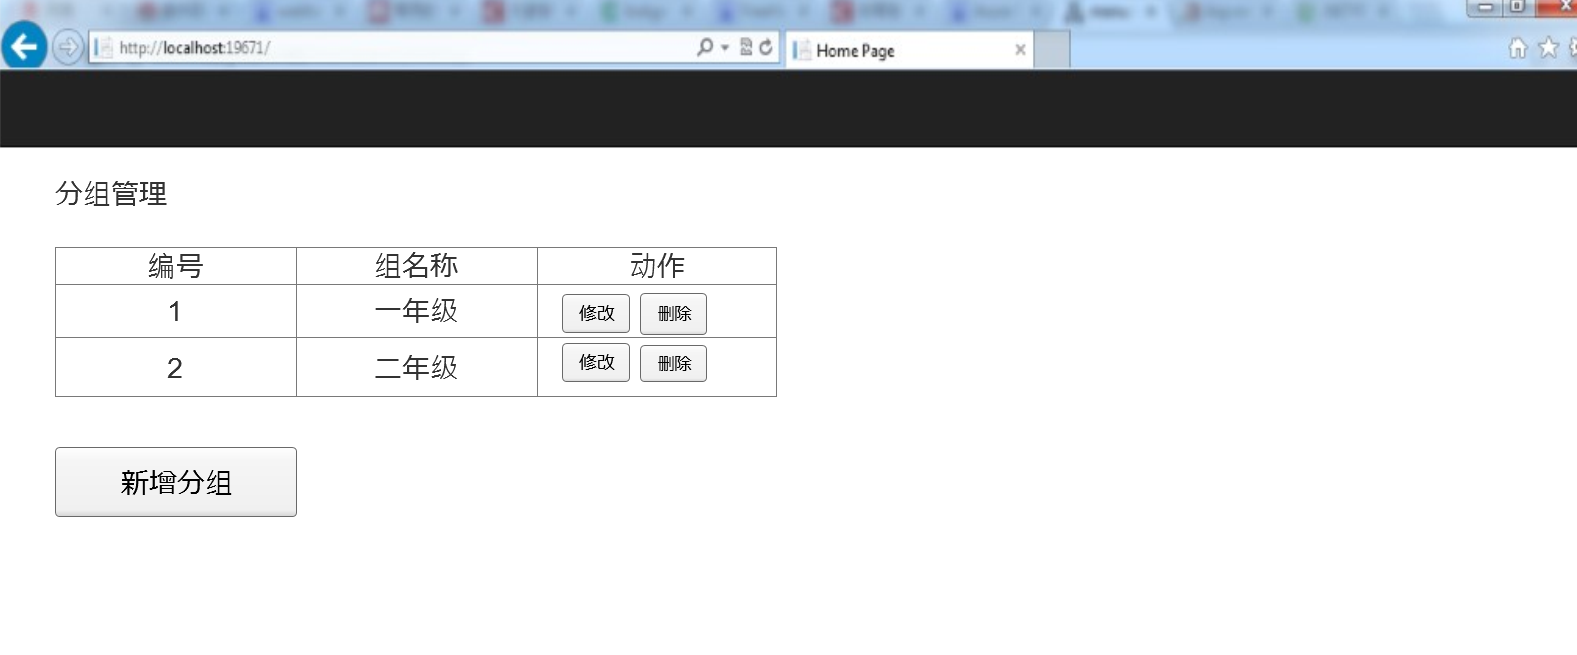 http://localhost:19671/
Home Page
分组管理
编号 组名称 动作
1 一年级 修改 删除
2 二年级 修改 删除
新增分组